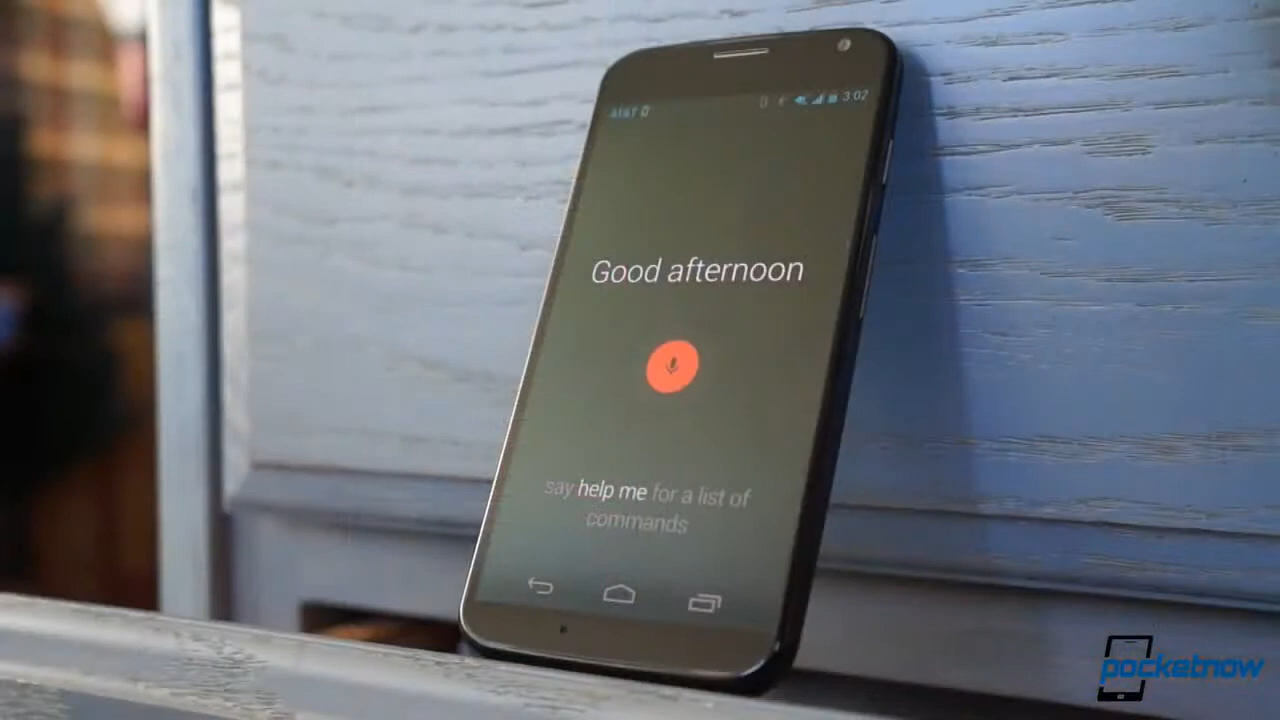 AT&T
3:02
Good afternoon
say help me for a list of
commands
pocketnow